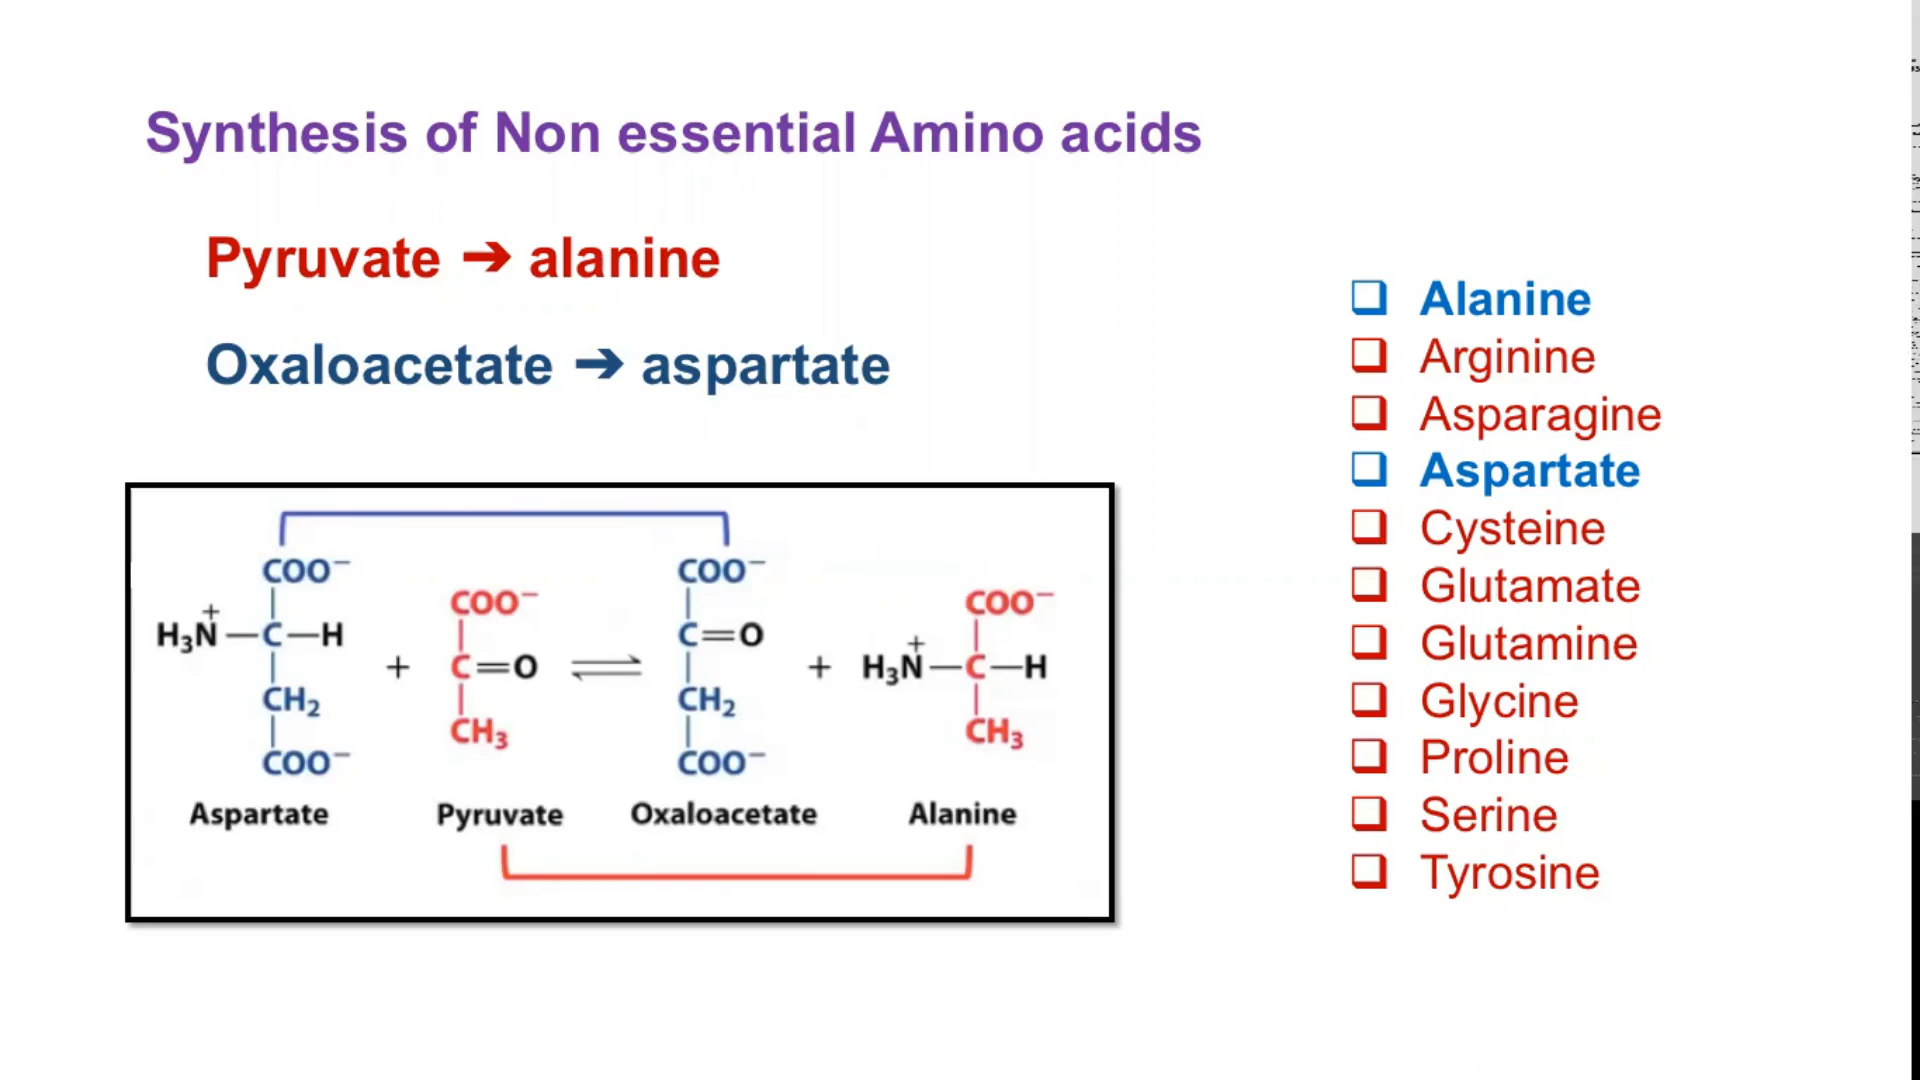 Synthesis of Non essential Amino acids
Pyruvate ➔ alanine
Oxaloacetate ➔ aspartate
COO⁻
H₃N⁺—C—H
CH₂
COO⁻
Aspartate
+
COO⁻
C=O
CH₃
Pyruvate
⇌
COO⁻
C=O
CH₂
COO⁻
Oxaloacetate
+
COO⁻
H₃N⁺—C—H
CH₃
Alanine
❑ Alanine
❑ Arginine
❑ Asparagine
❑ Aspartate
❑ Cysteine
❑ Glutamate
❑ Glutamine
❑ Glycine
❑ Proline
❑ Serine
❑ Tyrosine